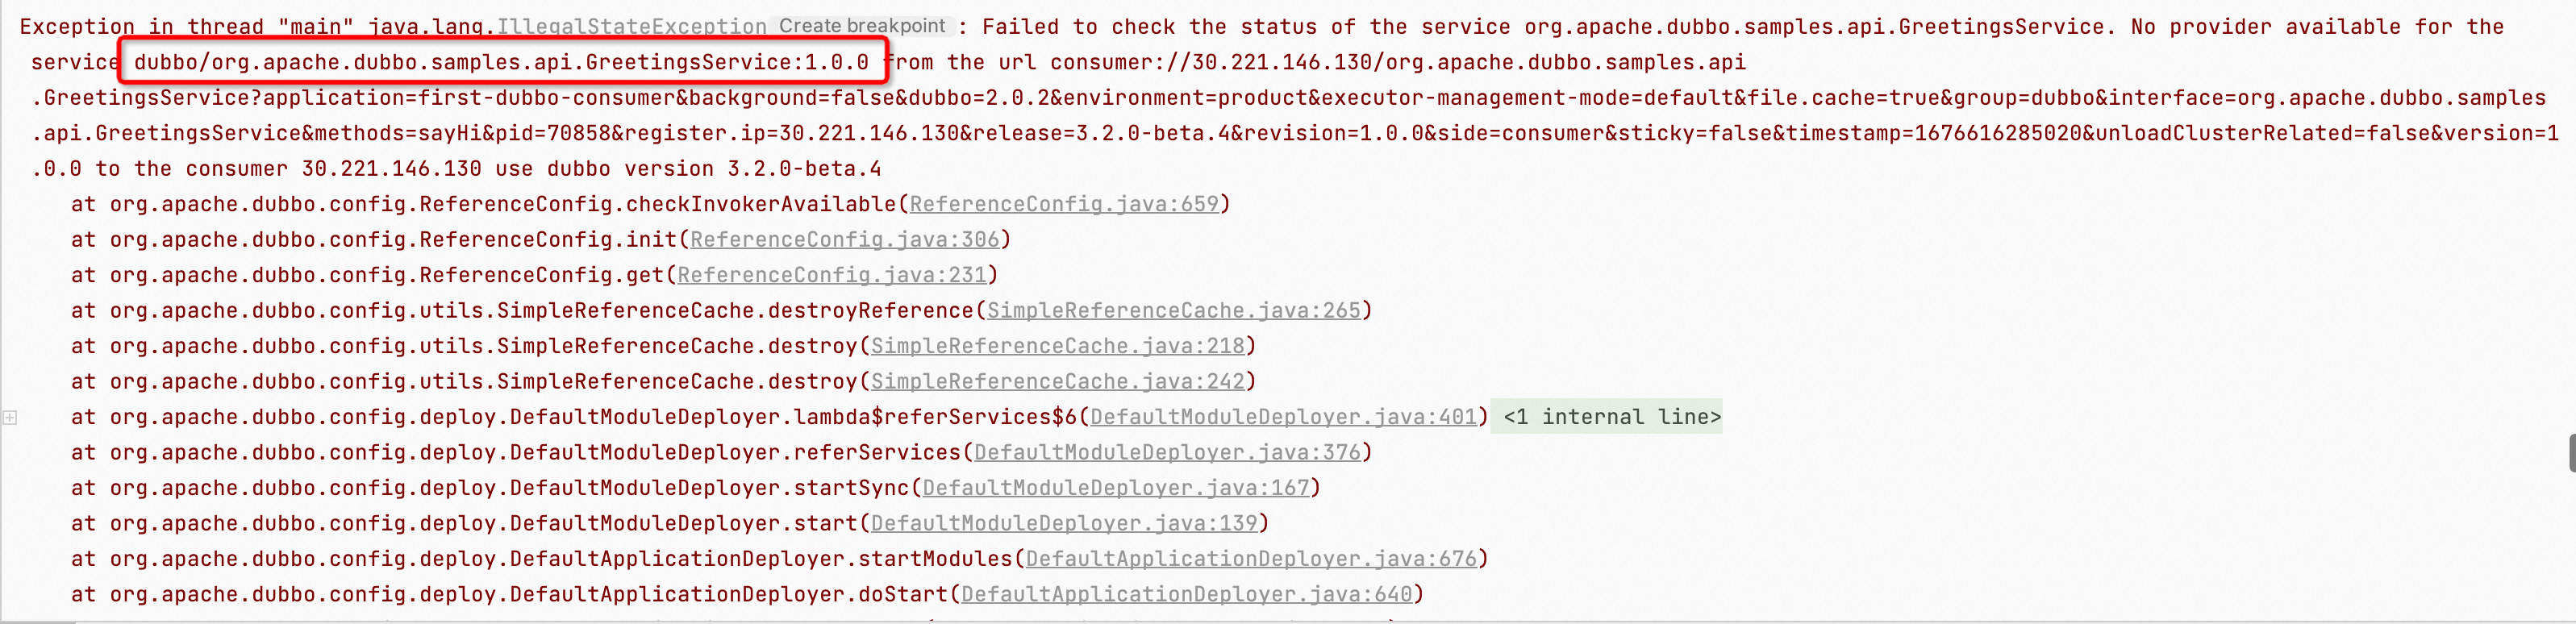 Exception in thread "main" java.lang.IllegalStateException Create breakpoint : Failed to check the status of the service org.apache.dubbo.samples.api.GreetingsService. No provider available for the
service dubbo/org.apache.dubbo.samples.api.GreetingsService:1.0.0 from the url consumer://30.221.146.130/org.apache.dubbo.samples.api
.GreetingsService?application=first-dubbo-consumer&background=false&dubbo=2.0.2&environment=product&executor-management-mode=default&file.cache=true&group=dubbo&interface=org.apache.dubbo.samples
.api.GreetingsService&methods=sayHi&pid=70858&register.ip=30.221.146.130&release=3.2.0-beta.4&revision=1.0.0&side=consumer&sticky=false&timestamp=1676616285020&unloadClusterRelated=false&version=1
.0.0 to the consumer 30.221.146.130 use dubbo version 3.2.0-beta.4
at org.apache.dubbo.config.ReferenceConfig.checkInvokerAvailable(ReferenceConfig.java:659)
at org.apache.dubbo.config.ReferenceConfig.init(ReferenceConfig.java:306)
at org.apache.dubbo.config.ReferenceConfig.get(ReferenceConfig.java:231)
at org.apache.dubbo.config.utils.SimpleReferenceCache.destroyReference(SimpleReferenceCache.java:265)
at org.apache.dubbo.config.utils.SimpleReferenceCache.destroy(SimpleReferenceCache.java:218)
at org.apache.dubbo.config.utils.SimpleReferenceCache.destroy(SimpleReferenceCache.java:242)
at org.apache.dubbo.config.deploy.DefaultModuleDeployer.lambda$referServices$6(DefaultModuleDeployer.java:401) <1 internal line>
at org.apache.dubbo.config.deploy.DefaultModuleDeployer.referServices(DefaultModuleDeployer.java:376)
at org.apache.dubbo.config.deploy.DefaultModuleDeployer.startSync(DefaultModuleDeployer.java:167)
at org.apache.dubbo.config.deploy.DefaultModuleDeployer.start(DefaultModuleDeployer.java:139)
at org.apache.dubbo.config.deploy.DefaultApplicationDeployer.startModules(DefaultApplicationDeployer.java:676)
at org.apache.dubbo.config.deploy.DefaultApplicationDeployer.doStart(DefaultApplicationDeployer.java:640)